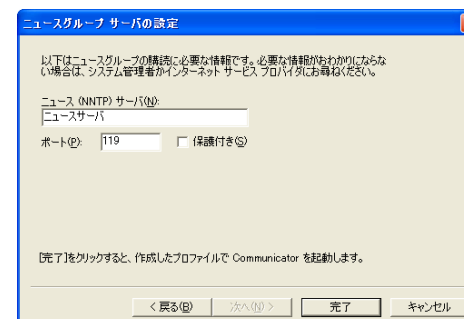 ニュースグループ サーバの設定
以下はニュースグループの購読に必要な情報です。必要な情報がおわかりにならな
い場合は、システム管理者かインターネット サービス プロバイダにお尋ねください。
ニュース (NNTP) サーバ(N):
ニュースサーバ
ポート(P): 119 保護付き(S)
[完了]をクリックすると、作成したプロファイルで Communicator を起動します。
< 戻る(B) 次へ(N) > 完了 キャンセル